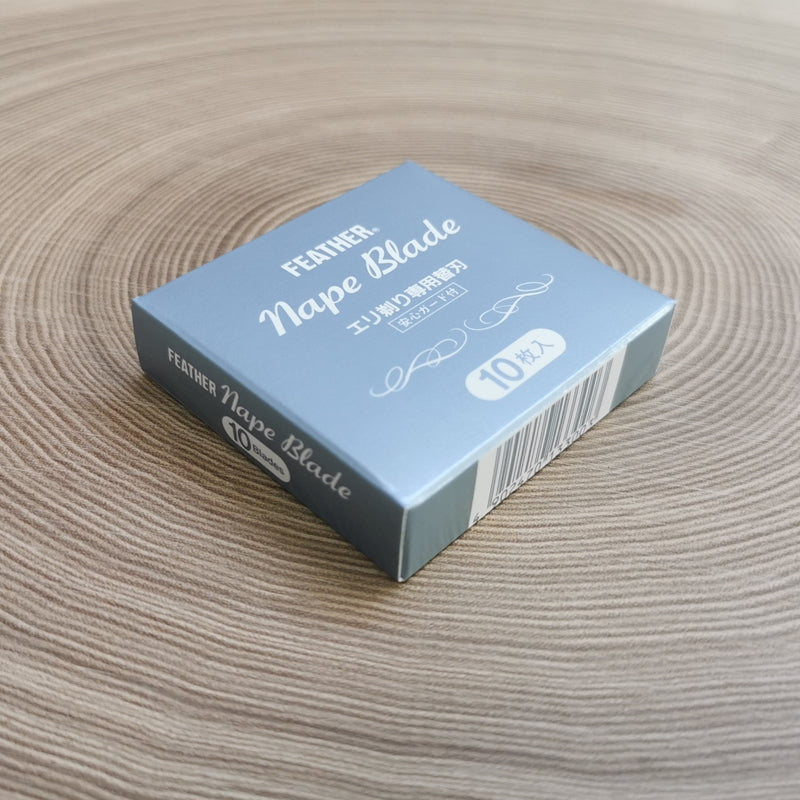 FEATHER®
Nape Blade
エリ剃り専用替刃
安心ガード付
10枚入
FEATHER Nape Blade
10 Blades